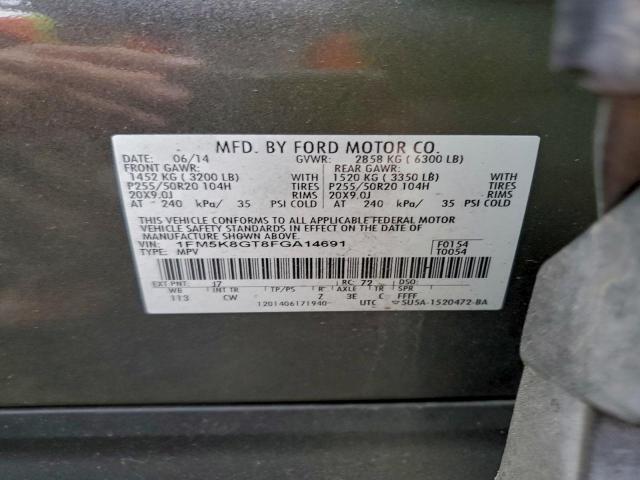 MFD. BY FORD MOTOR CO.
DATE: 06/14 GVWR: 2858 KG ( 6300 LB)
FRONT GAWR: REAR GAWR:
1452 KG ( 3200 LB) 1520 KG ( 3350 LB)
P255/50R20 104H TIRES P255/50R20 104H TIRES
20X9.0J RIMS 20X9.0J RIMS
AT 240 kPa/ 35 PSI COLD AT 240 kPa/ 35 PSI COLD
THIS VEHICLE CONFORMS TO ALL APPLICABLE FEDERAL MOTOR
VEHICLE SAFETY STANDARDS IN EFFECT ON THE DATE OF
MANUFACTURE SHOWN ABOVE.
VIN: 1FM5K8GT8FGA14691 F0154
TYPE: MPV T0054
EXT PNT: J7 RC: 72 DSO:
WB INT TR TP/PS R AXLE TR SPR
113 CW Z 3E C FFFF
1201406171940 UTC 5U5A-1520472-BA